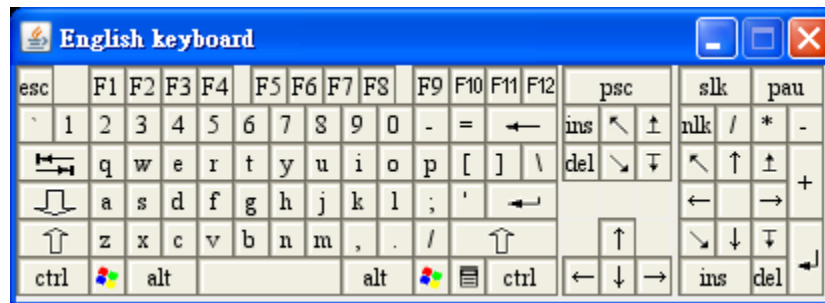 English keyboard
esc F1 F2 F3 F4 F5 F6 F7 F8 F9 F10 F11 F12 psc slk pau
` 1 2 3 4 5 6 7 8 9 0 - = ← ins ↖ ↥ nlk / * -
q w e r t y u i o p [ ] \ del ↘ ↧ ↖ ↑ ↥ +
a s d f g h j k l ; ' ← →
z x c v b n m , . / ⇧ ↑ ↘ ↓ ↧ ↵
ctrl alt alt ctrl ← ↓ → ins del